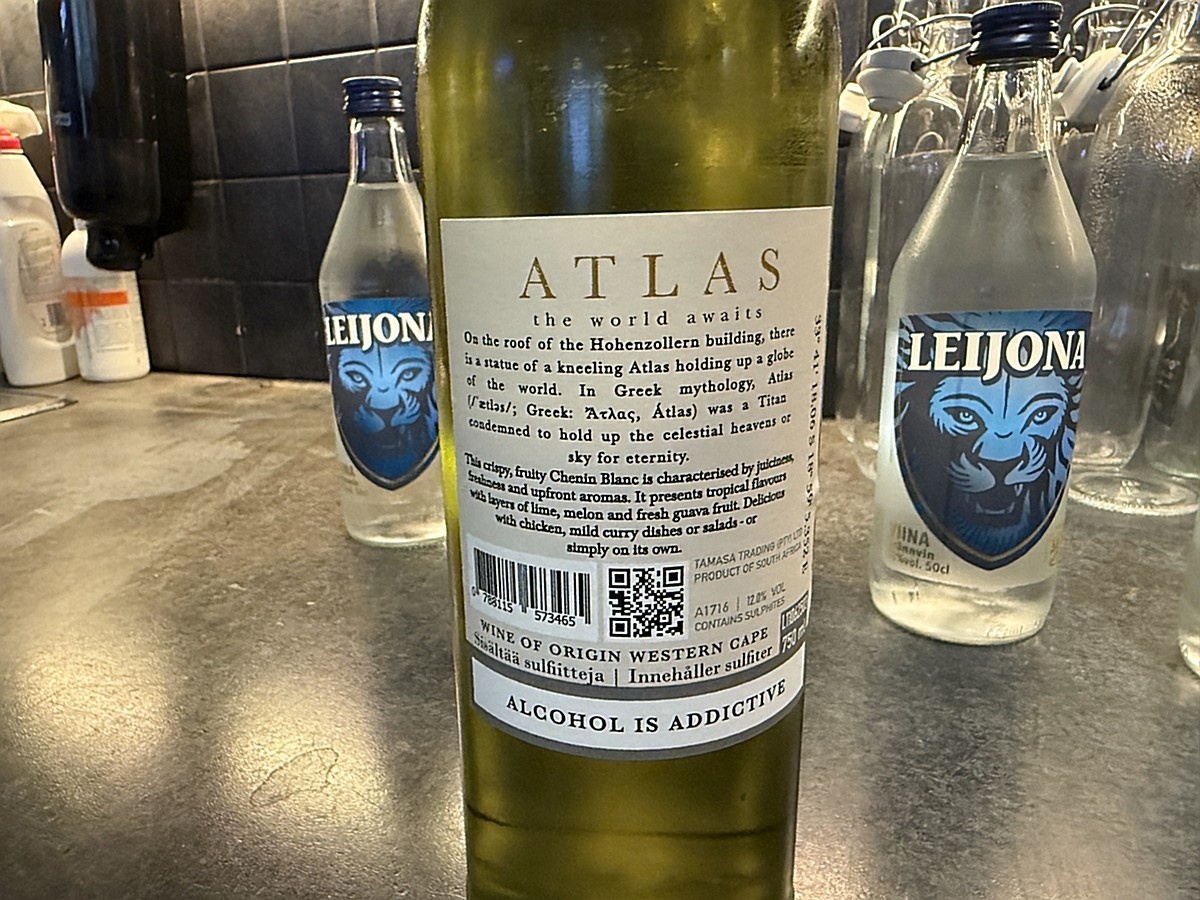 ATLAS
the world awaits
On the roof of the Hohenzollern building, there
is a statue of a kneeling Atlas holding up a globe
of the world. In Greek mythology, Atlas
(/ˈætləs/; Greek: Ἄτλας, Átlas) was a Titan
condemned to hold up the celestial heavens or
sky for eternity.
This crispy, fruity Chenin Blanc is characterised by juiciness,
freshness and upfront aromas. It presents tropical flavours
with layers of lime, melon and fresh guava fruit. Delicious
with chicken, mild curry dishes or salads - or
simply on its own.
0 788115 573465
TAMASA TRADING (PTY) LTD
PRODUCT OF SOUTH AFRICA
A1716 | 12.0% VOL
CONTAINS SULPHITES
750 ml
WINE OF ORIGIN WESTERN CAPE
Sisältää sulfiitteja | Innehåller sulfiter
ALCOHOL IS ADDICTIVE
LEIJONA
LEIJONA
VIINA
50cl